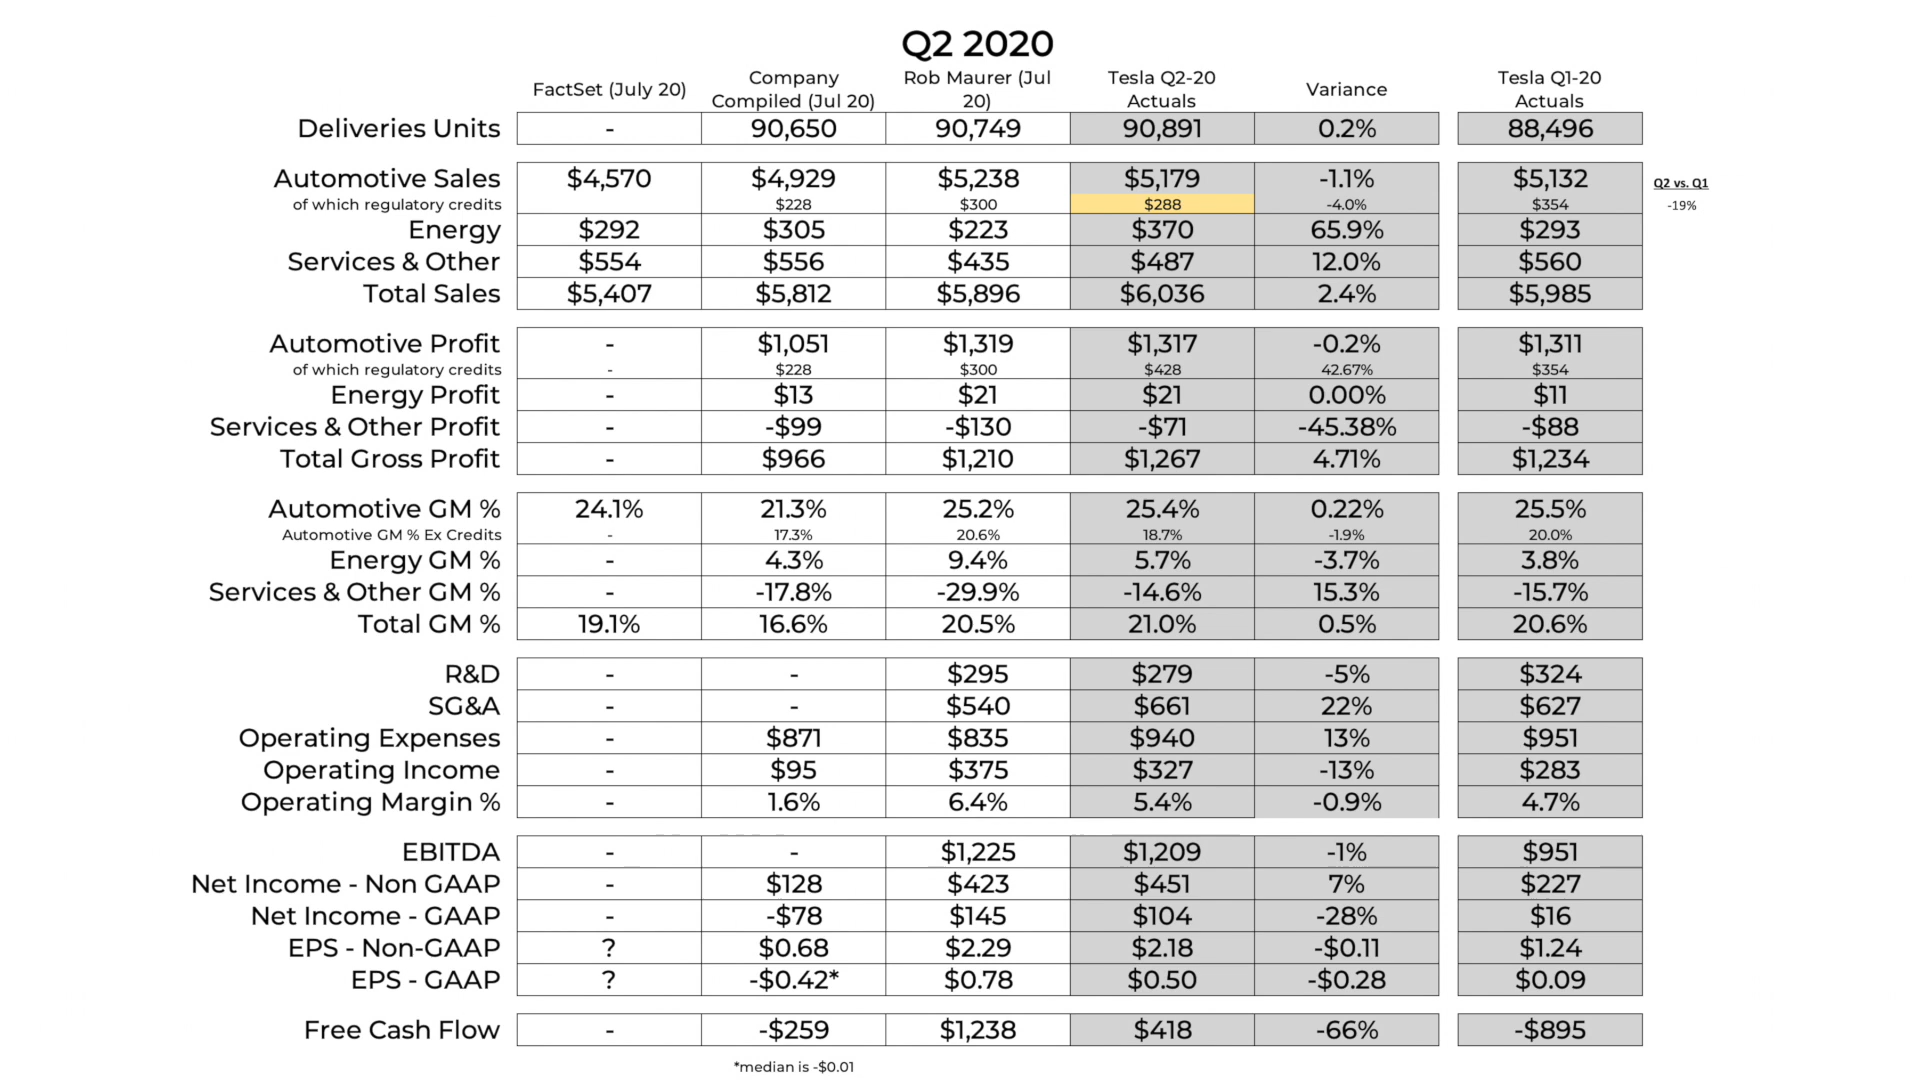 Q2 2020
FactSet (July 20) Company Compiled (Jul 20) Rob Maurer (Jul 20) Tesla Q2-20 Actuals Variance Tesla Q1-20 Actuals
Deliveries Units - 90,650 90,749 90,891 0.2% 88,496
Automotive Sales $4,570 $4,929 $5,238 $5,179 -1.1% $5,132 Q2 vs. Q1
of which regulatory credits $228 $300 $288 -4.0% $354 -19%
Energy $292 $305 $223 $370 65.9% $293
Services & Other $554 $556 $435 $487 12.0% $560
Total Sales $5,407 $5,812 $5,896 $6,036 2.4% $5,985
Automotive Profit - $1,051 $1,319 $1,317 -0.2% $1,311
of which regulatory credits - $228 $300 $428 42.67% $354
Energy Profit - $13 $21 $21 0.00% $11
Services & Other Profit - -$99 -$130 -$71 -45.38% -$88
Total Gross Profit - $966 $1,210 $1,267 4.71% $1,234
Automotive GM % 24.1% 21.3% 25.2% 25.4% 0.22% 25.5%
Automotive GM % Ex Credits - 17.3% 20.6% 18.7% -1.9% 20.0%
Energy GM % - 4.3% 9.4% 5.7% -3.7% 3.8%
Services & Other GM % - -17.8% -29.9% -14.6% 15.3% -15.7%
Total GM % 19.1% 16.6% 20.5% 21.0% 0.5% 20.6%
R&D - - $295 $279 -5% $324
SG&A - - $540 $661 22% $627
Operating Expenses - $871 $835 $940 13% $951
Operating Income - $95 $375 $327 -13% $283
Operating Margin % - 1.6% 6.4% 5.4% -0.9% 4.7%
EBITDA - - $1,225 $1,209 -1% $951
Net Income - Non GAAP - $128 $423 $451 7% $227
Net Income - GAAP - -$78 $145 $104 -28% $16
EPS - Non-GAAP ? $0.68 $2.29 $2.18 -$0.11 $1.24
EPS - GAAP ? -$0.42* $0.78 $0.50 -$0.28 $0.09
Free Cash Flow - -$259 $1,238 $418 -66% -$895
*median is -$0.01